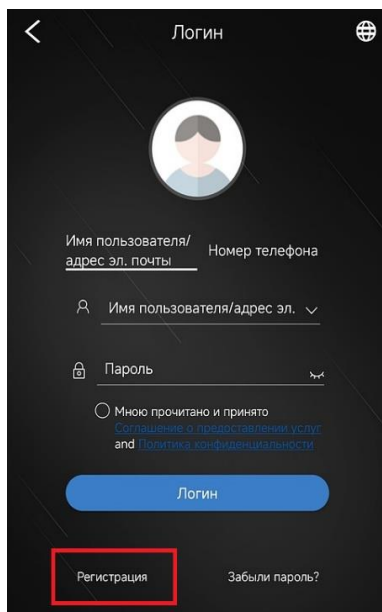 Логин
Имя пользователя/
адрес эл. почты
Номер телефона
Имя пользователя/адрес эл.
Пароль
Мною прочитано и принято
Соглашение о предоставлении услуг
and Политика конфиденциальности
Логин
Регистрация
Забыли пароль?